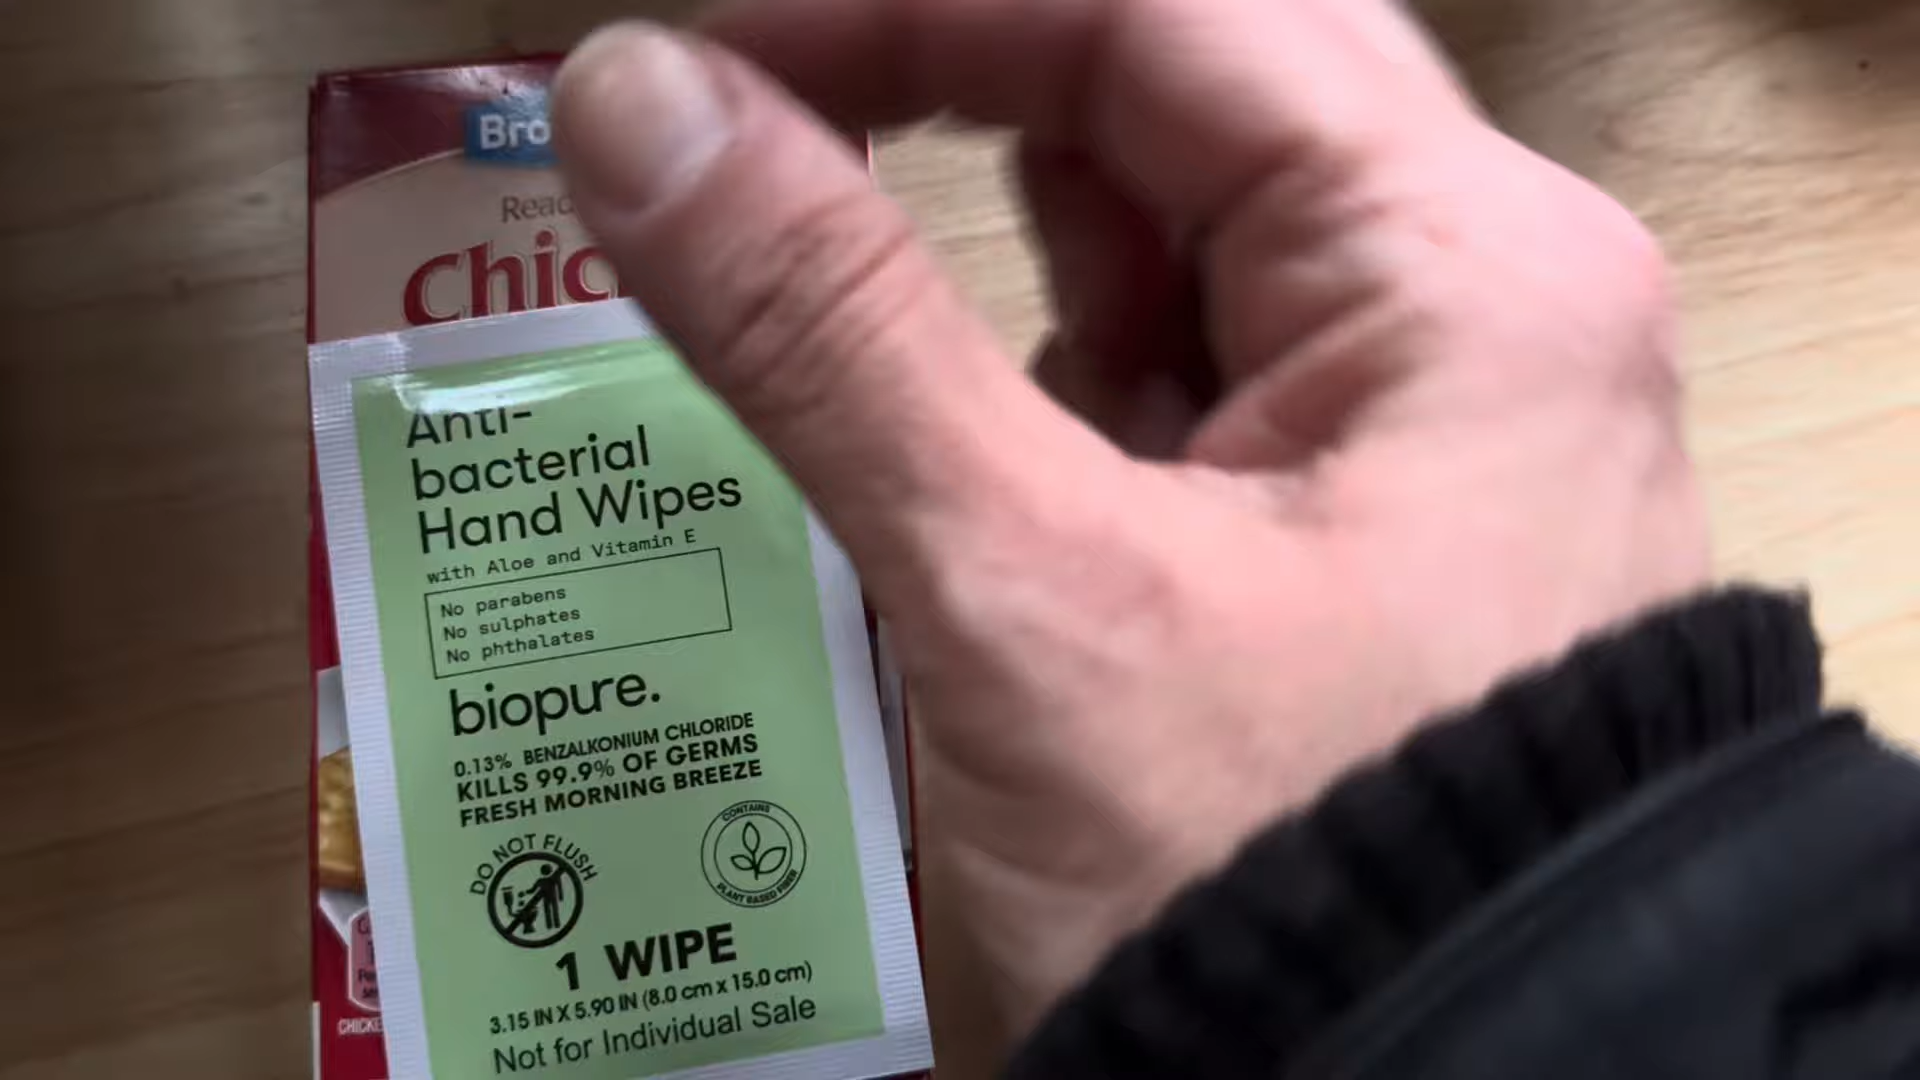 Bro
Read
Chic
Anti-
bacterial
Hand Wipes
with Aloe and Vitamin E
No parabens
No sulphates
No phthalates
biopure.
0.13% BENZALKONIUM CHLORIDE
KILLS 99.9% OF GERMS
FRESH MORNING BREEZE
DO NOT FLUSH
CONTAINS
PLANT BASED FIBER
1 WIPE
3.15 IN X 5.90 IN (8.0 cm x 15.0 cm)
Not for Individual Sale
CHICKE